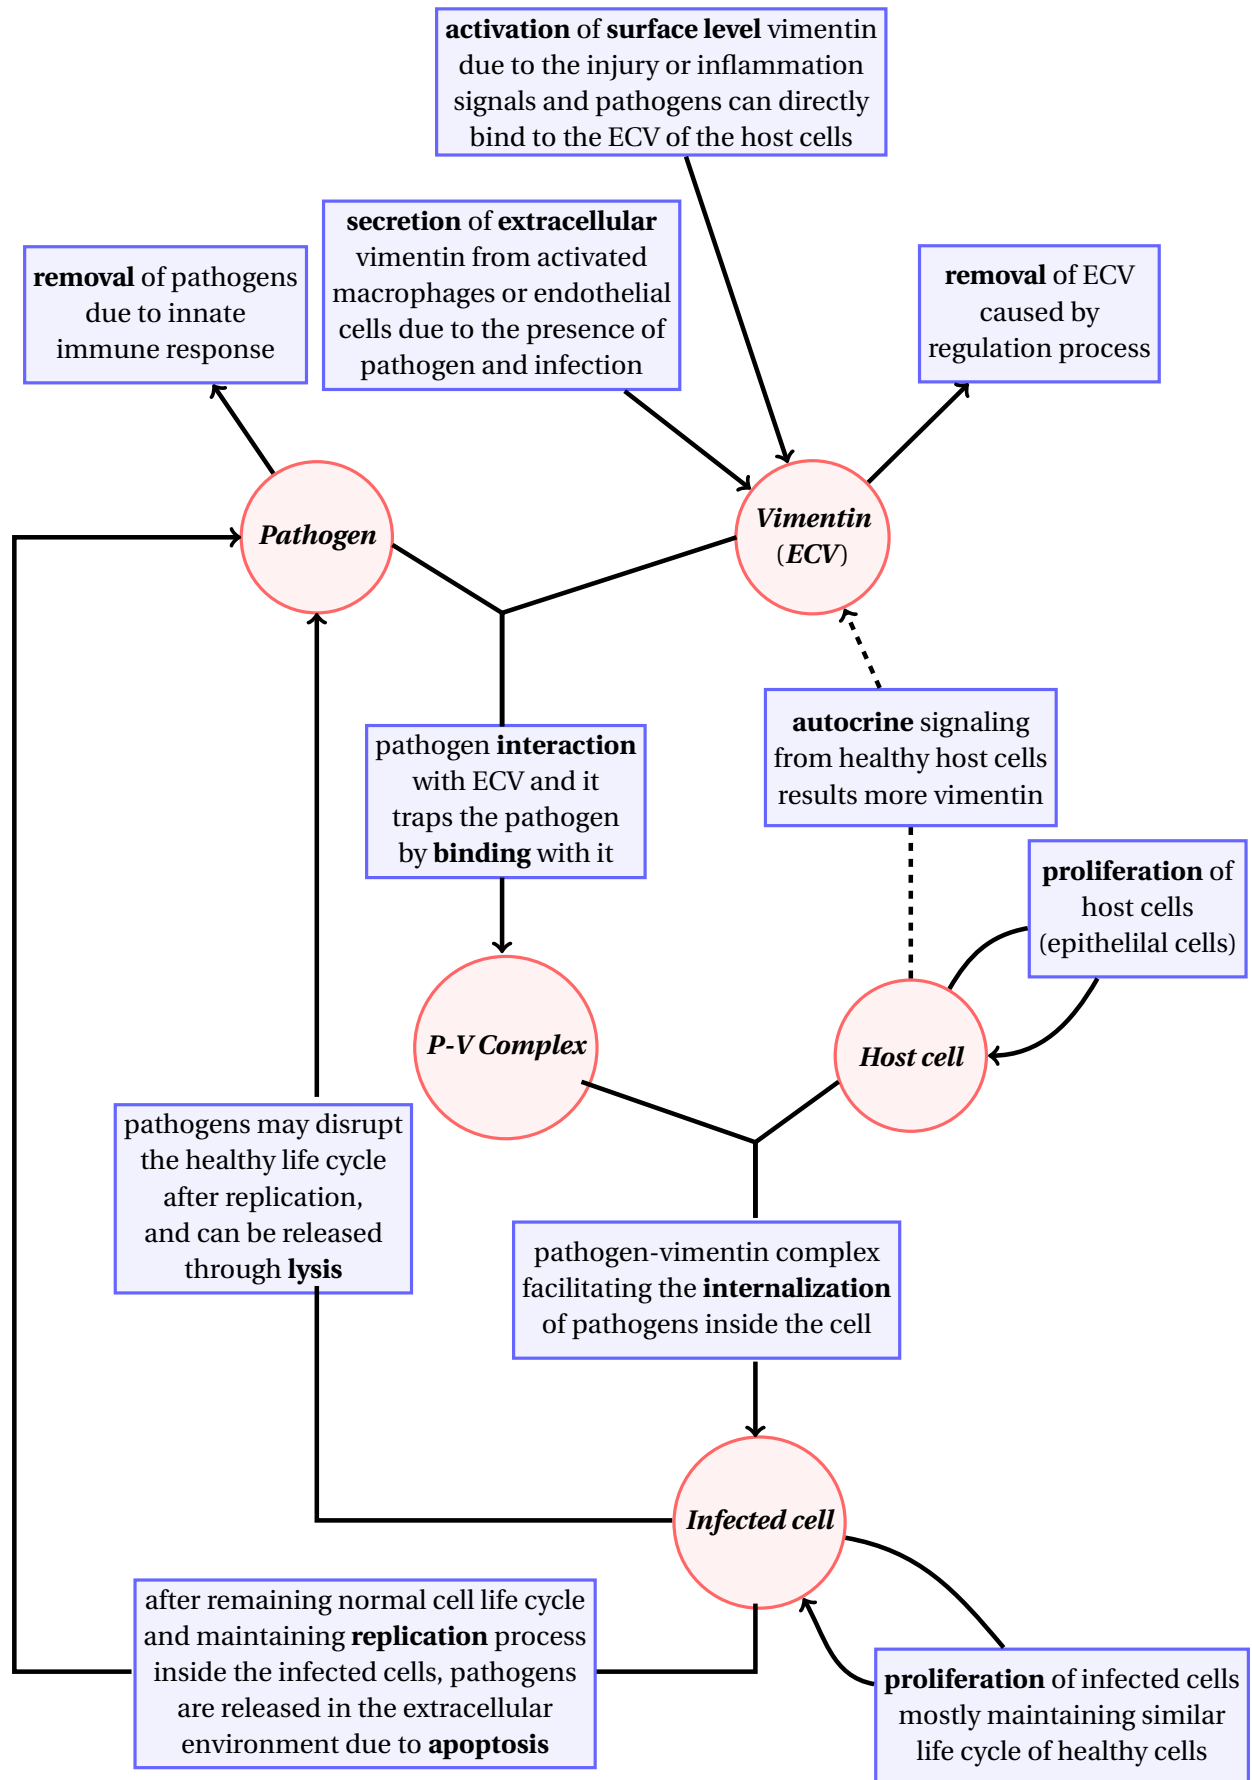 activation of surface level vimentin
due to the injury or inflammation
signals and pathogens can directly
bind to the ECV of the host cells
secretion of extracellular
vimentin from activated
macrophages or endothelial
cells due to the presence of
pathogen and infection
removal of pathogens
due to innate
immune response
removal of ECV
caused by
regulation process
Pathogen
Vimentin
(ECV)
pathogen interaction
with ECV and it
traps the pathogen
by binding with it
autocrine signaling
from healthy host cells
results more vimentin
proliferation of
host cells
(epithelilal cells)
P-V Complex
Host cell
pathogens may disrupt
the healthy life cycle
after replication,
and can be released
through lysis
pathogen-vimentin complex
facilitating the internalization
of pathogens inside the cell
Infected cell
after remaining normal cell life cycle
and maintaining replication process
inside the infected cells, pathogens
are released in the extracellular
environment due to apoptosis
proliferation of infected cells
mostly maintaining similar
life cycle of healthy cells